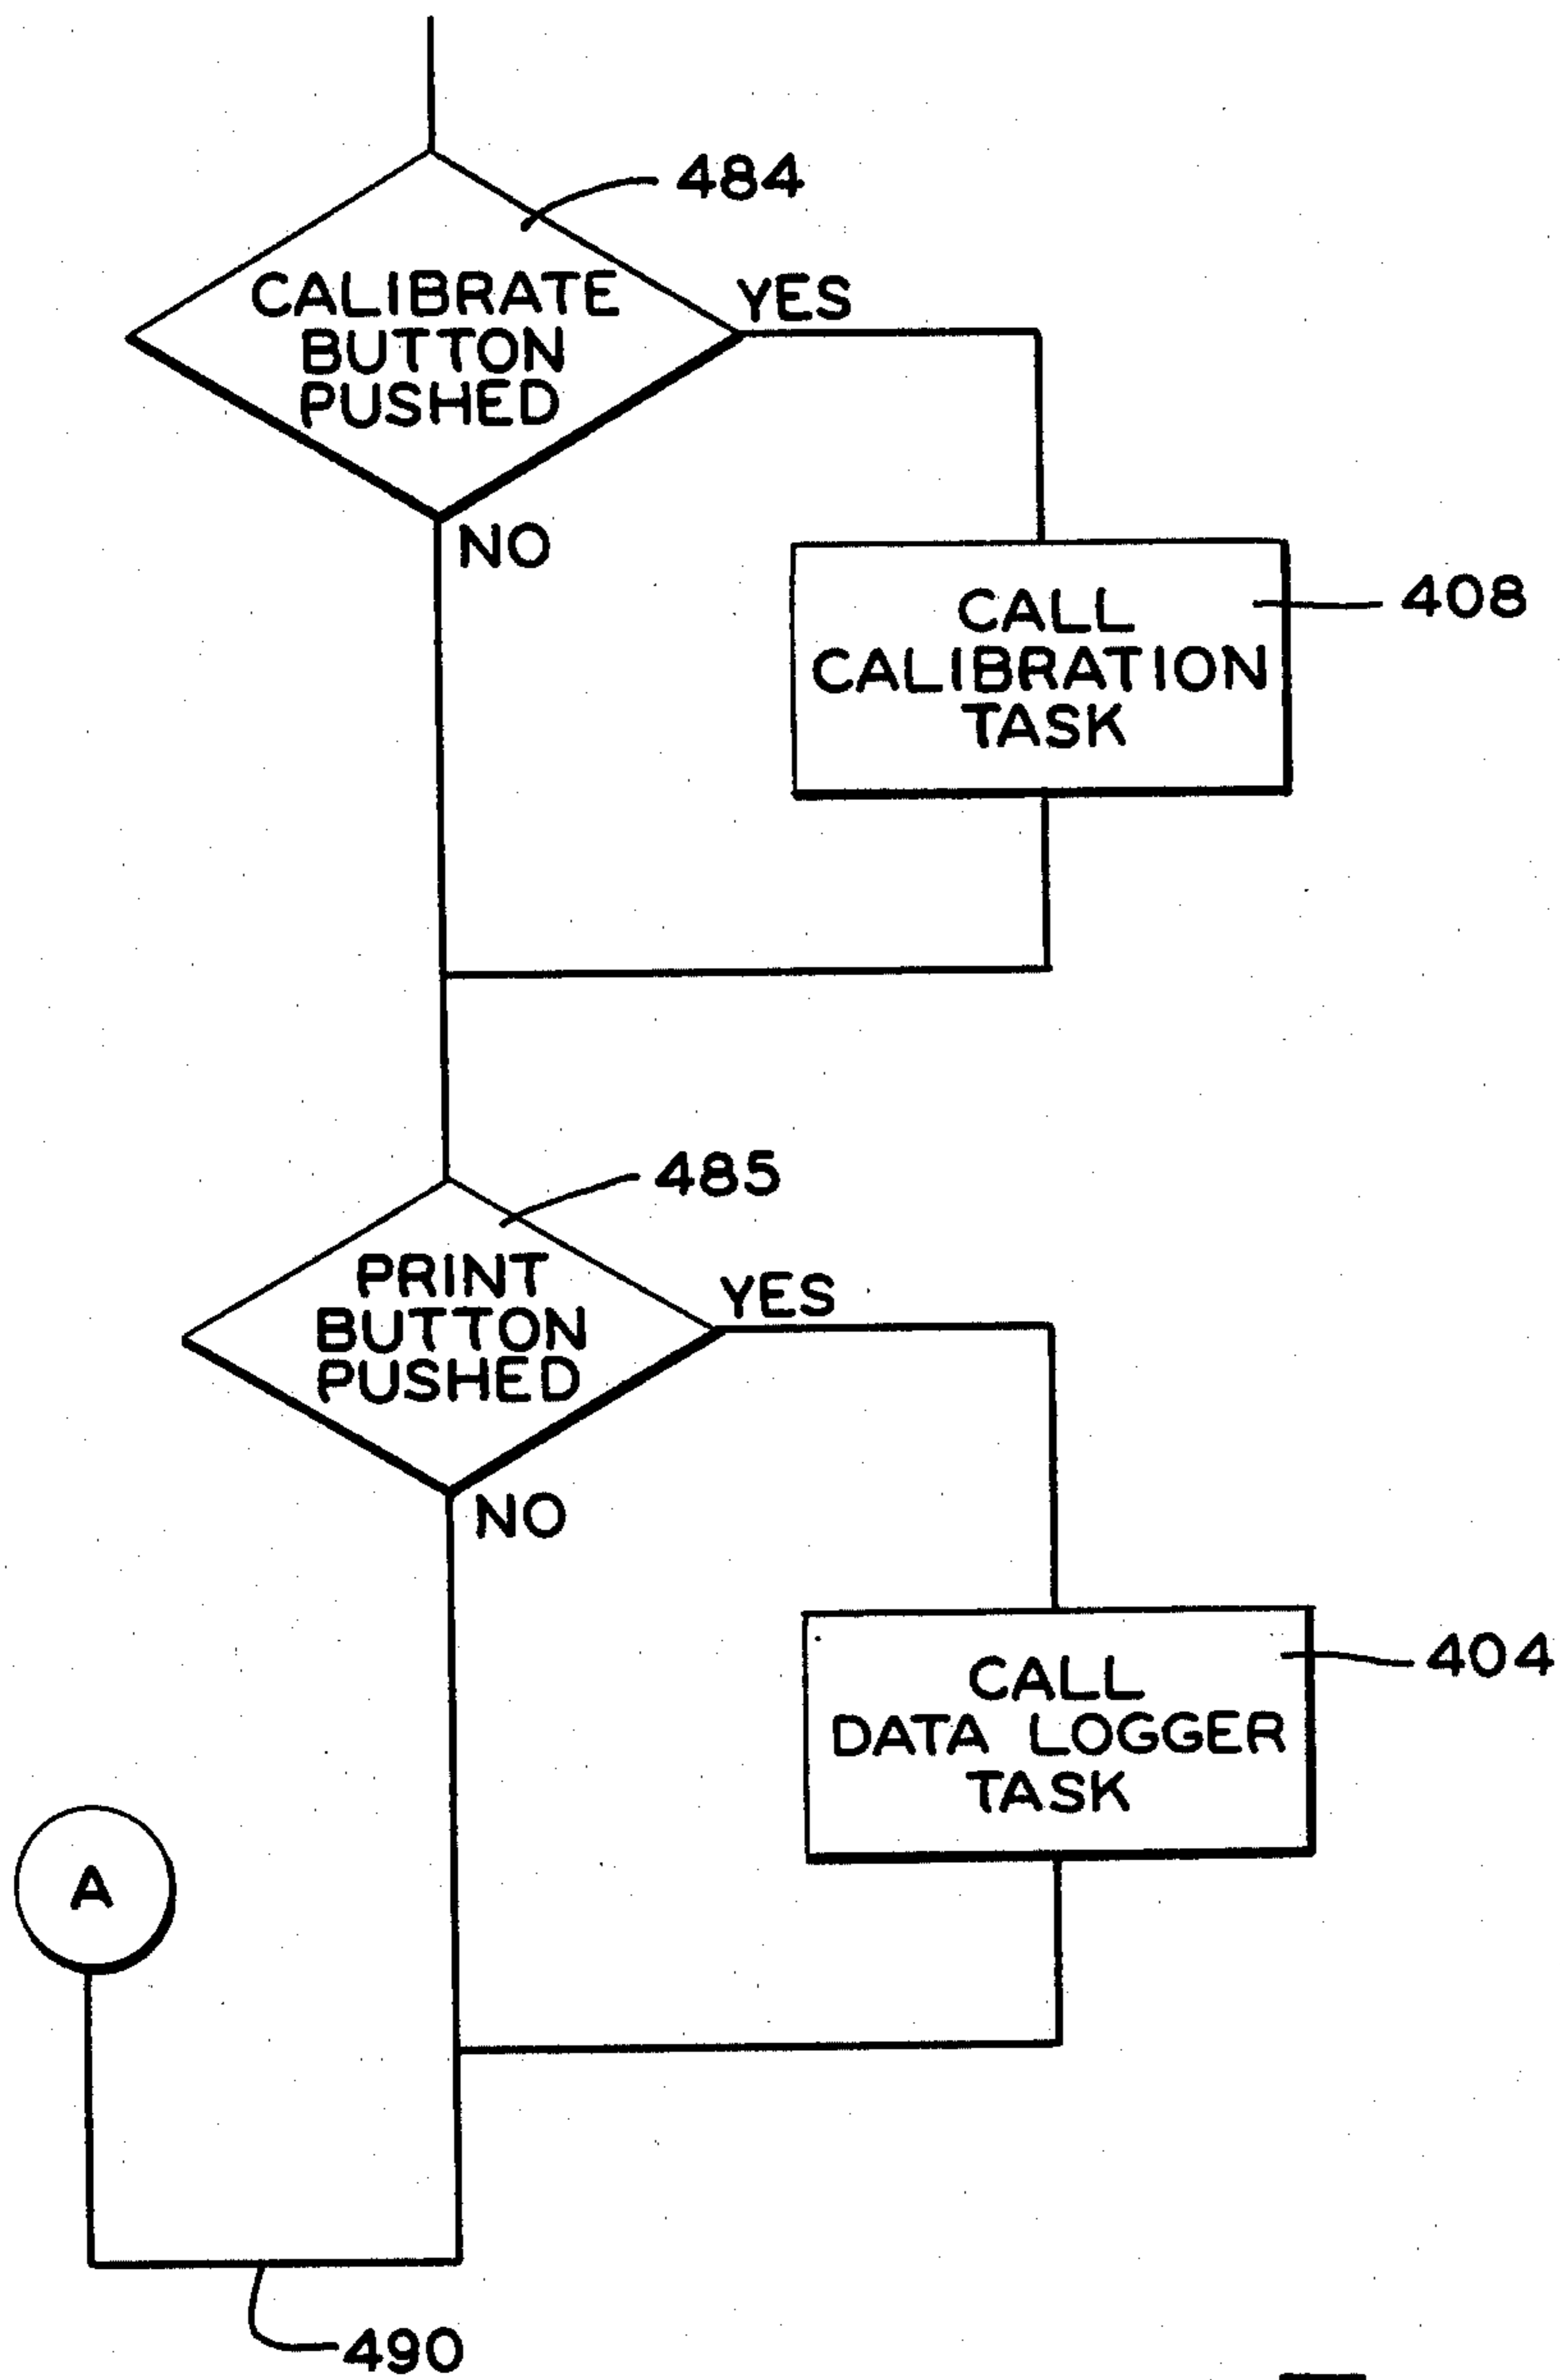 484
CALIBRATE
BUTTON
PUSHED
YES
NO
CALL
CALIBRATION
TASK
408
485
PRINT
BUTTON
PUSHED
YES
NO
CALL
DATA LOGGER
TASK
404
A
490